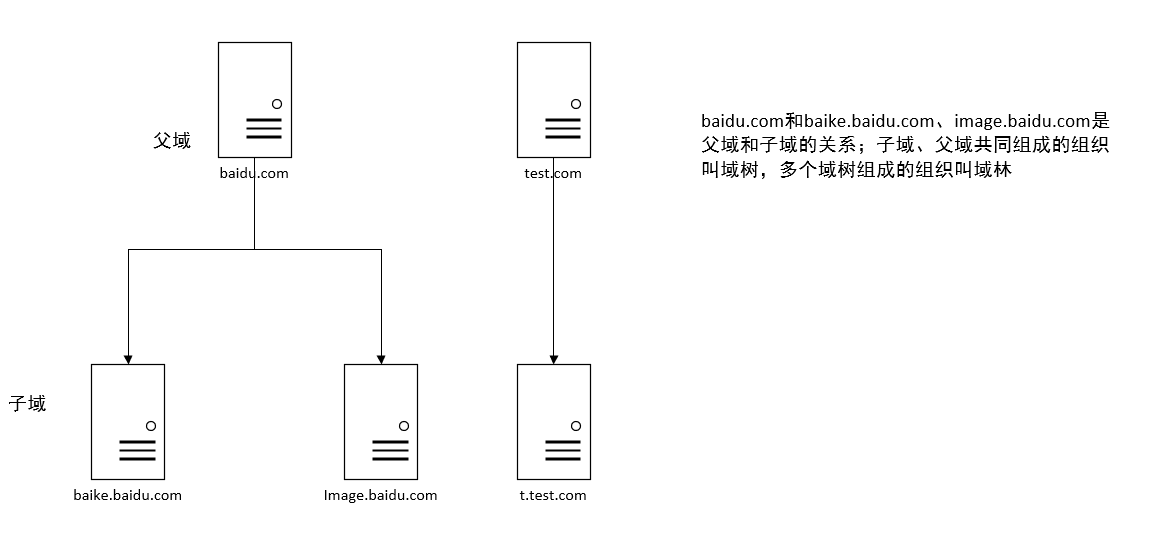 父域
baidu.com
test.com
baidu.com和baike.baidu.com、image.baidu.com是
父域和子域的关系；子域、父域共同组成的组织
叫域树，多个域树组成的组织叫域林
子域
baike.baidu.com
Image.baidu.com
t.test.com